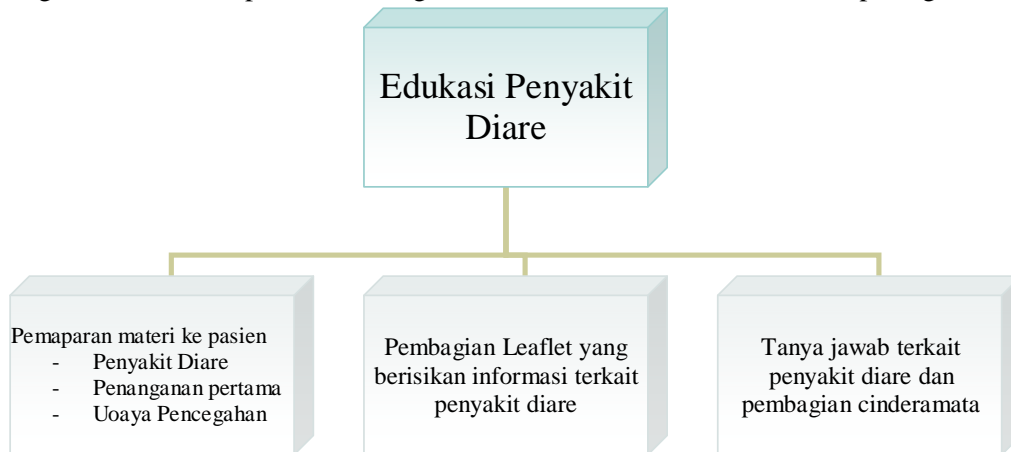 Edukasi Penyakit
Diare
Pemaparan materi ke pasien
- Penyakit Diare
- Penanganan pertama
- Uoaya Pencegahan
Pembagian Leaflet yang
berisikan informasi terkait
penyakit diare
Tanya jawab terkait
penyakit diare dan
pembagian cinderamata